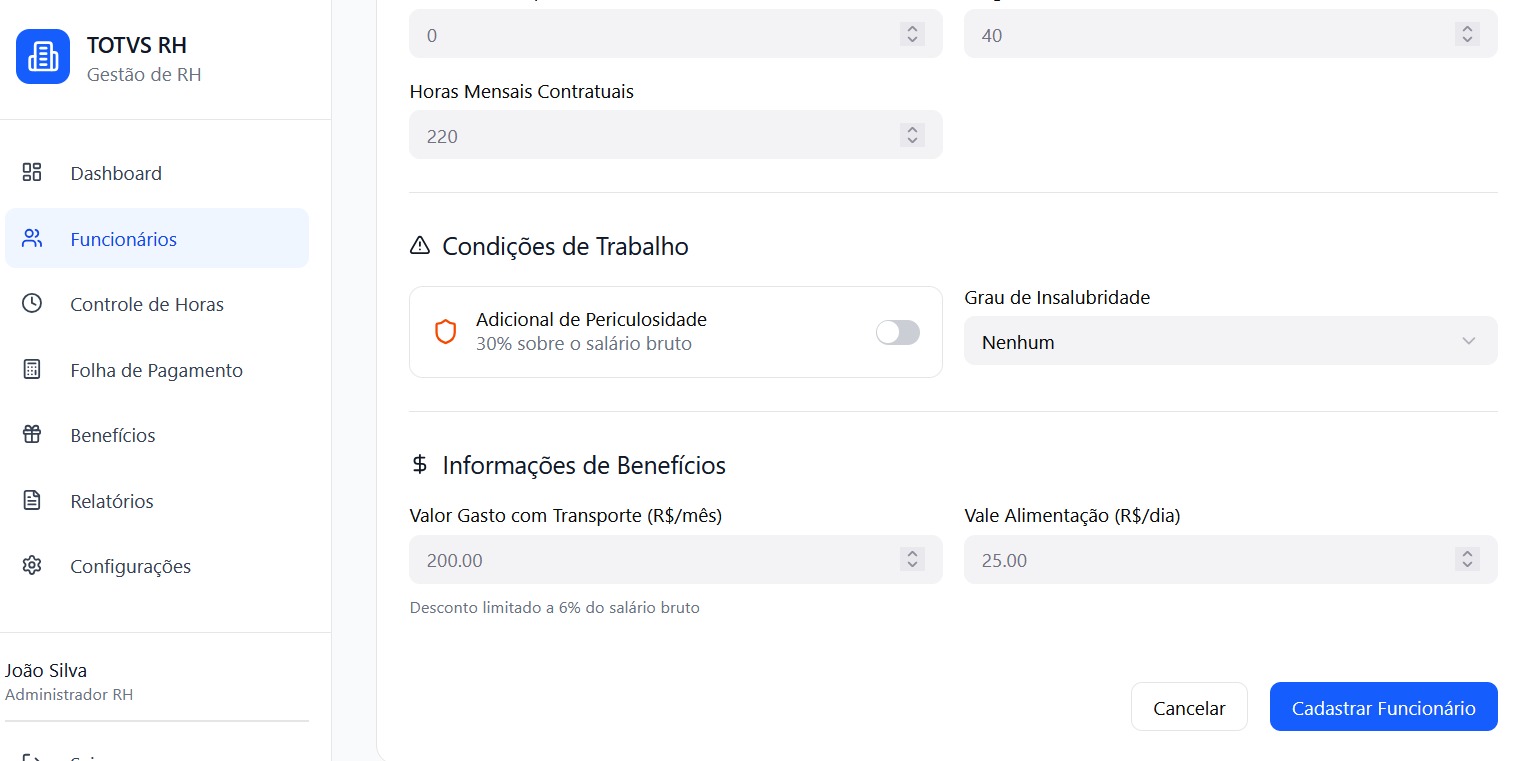 TOTVS RH
Gestão de RH
Dashboard
Funcionários
Controle de Horas
Folha de Pagamento
Benefícios
Relatórios
Configurações
João Silva
Administrador RH
0
40
Horas Mensais Contratuais
220
Condições de Trabalho
Adicional de Periculosidade
30% sobre o salário bruto
Grau de Insalubridade
Nenhum
Informações de Benefícios
Valor Gasto com Transporte (R$/mês)
Vale Alimentação (R$/dia)
200.00
25.00
Desconto limitado a 6% do salário bruto
Cancelar
Cadastrar Funcionário